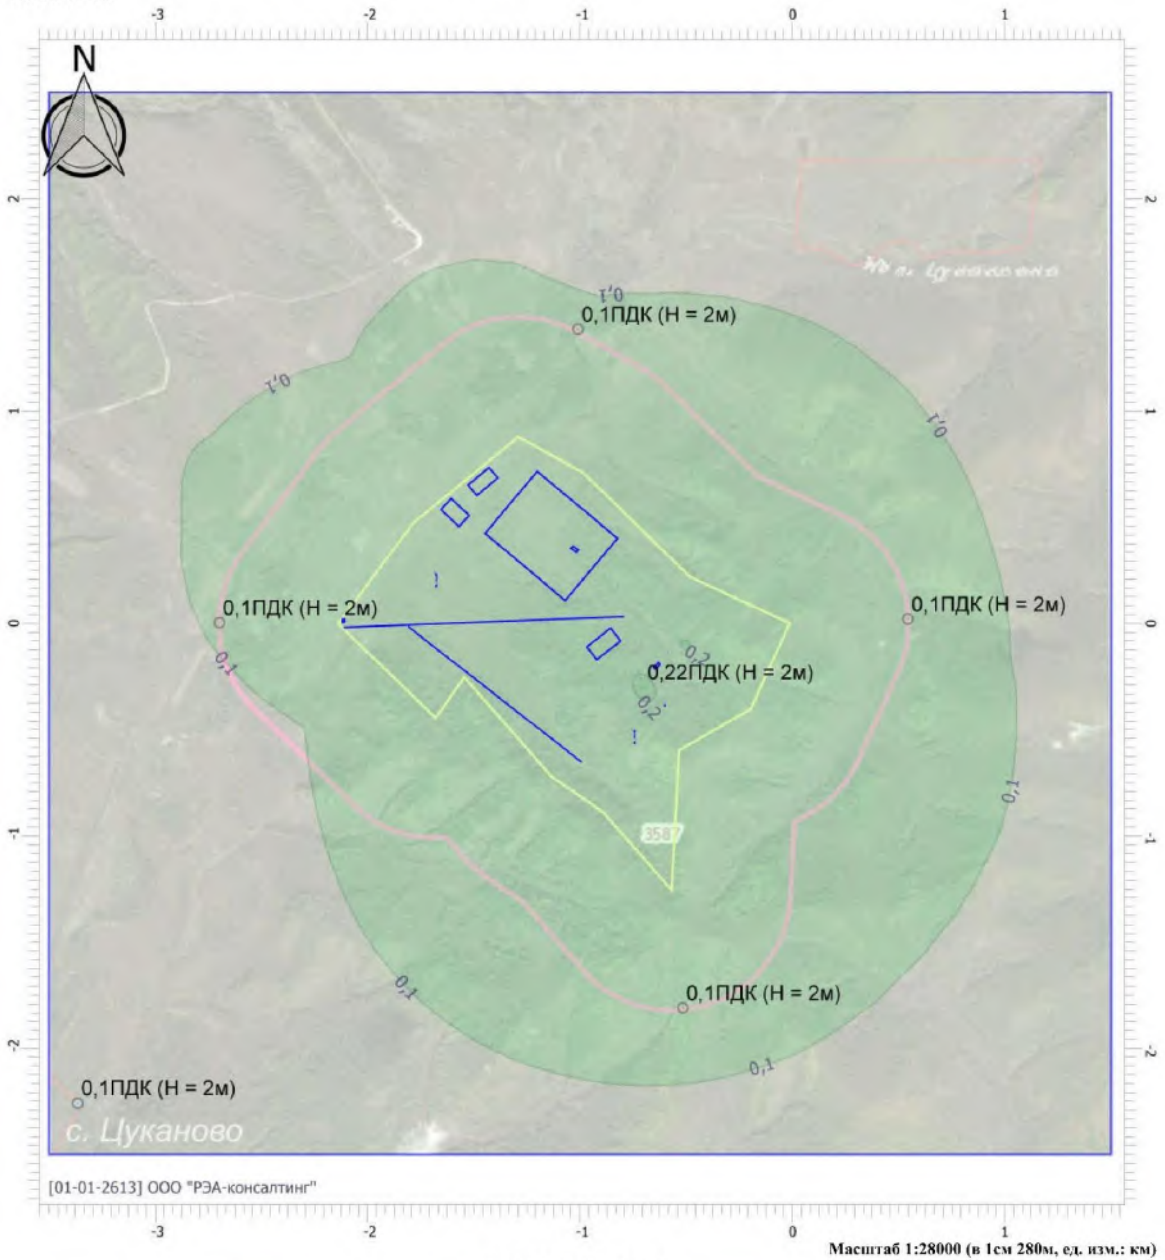 -3 -2 -1 0 1
N
2 2
0,1
0,1ПДК (Н = 2м)
0,1
1 1
0,1
0,1ПДК (Н = 2м)
0,1ПДК (Н = 2м)
0 0
0,1
0,2
0,22ПДК (Н = 2м)
0,2
0,1
3587
-1 -1
0,1
0,1ПДК (Н = 2м)
-2 -2
0,1
0,1ПДК (Н = 2м)
с. Цуканово
[01-01-2613] ООО "РЭА-консалтинг"
-3 -2 -1 0 1
Масштаб 1:28000 (в 1см 280м, ед. изм.: км)